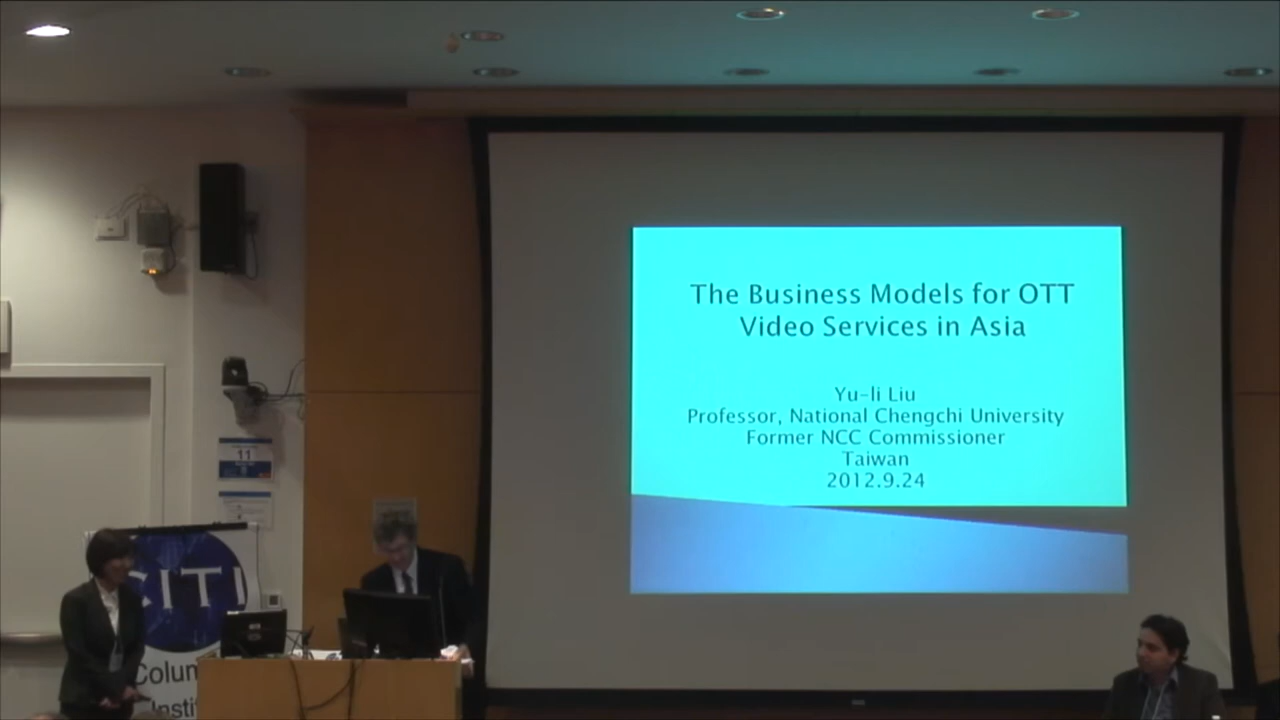 The Business Models for OTT
Video Services in Asia
Yu-li Liu
Professor, National Chengchi University
Former NCC Commissioner
Taiwan
2012.9.24
11
CITI
Colum
Insti